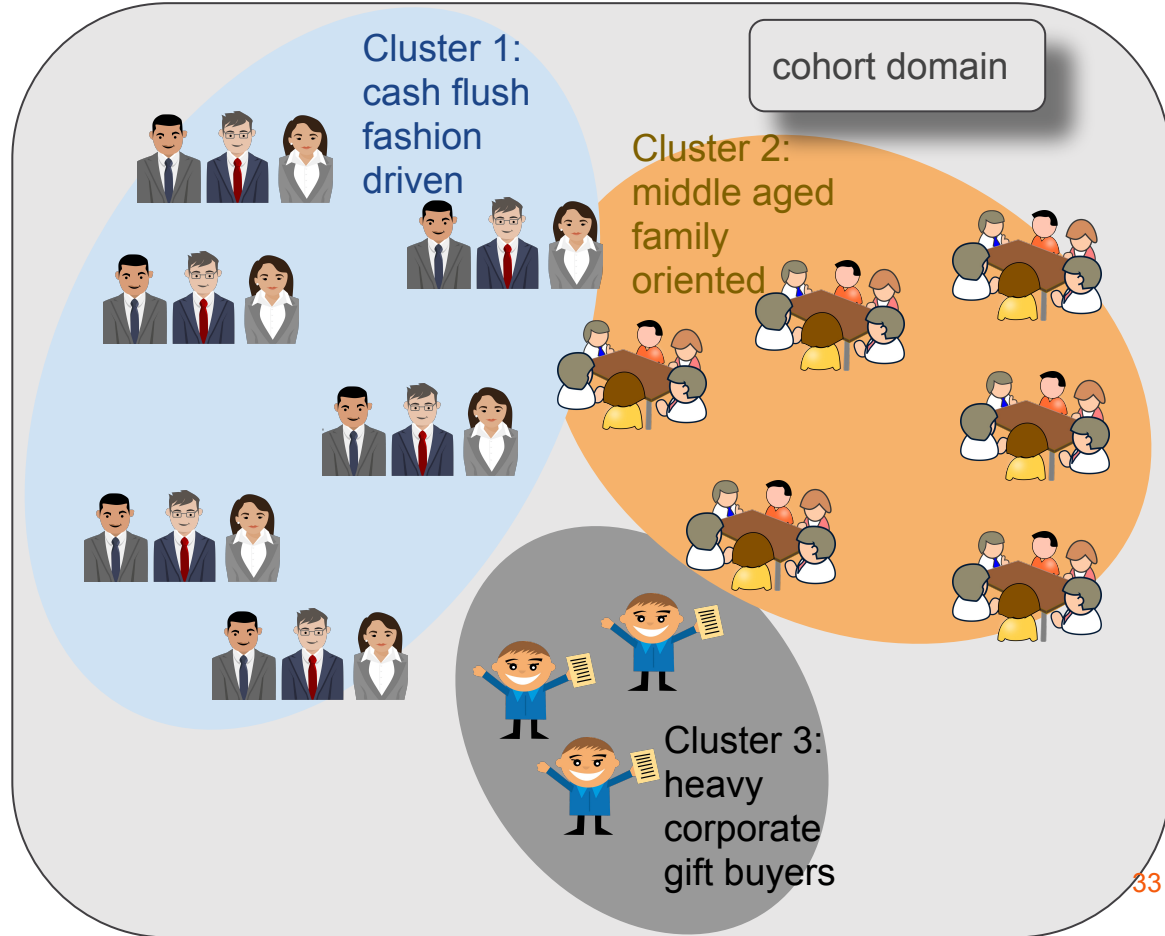 Cluster 1:
cash flush
fashion
driven
cohort domain
Cluster 2:
middle aged
family
oriented
Cluster 3:
heavy
corporate
gift buyers
33